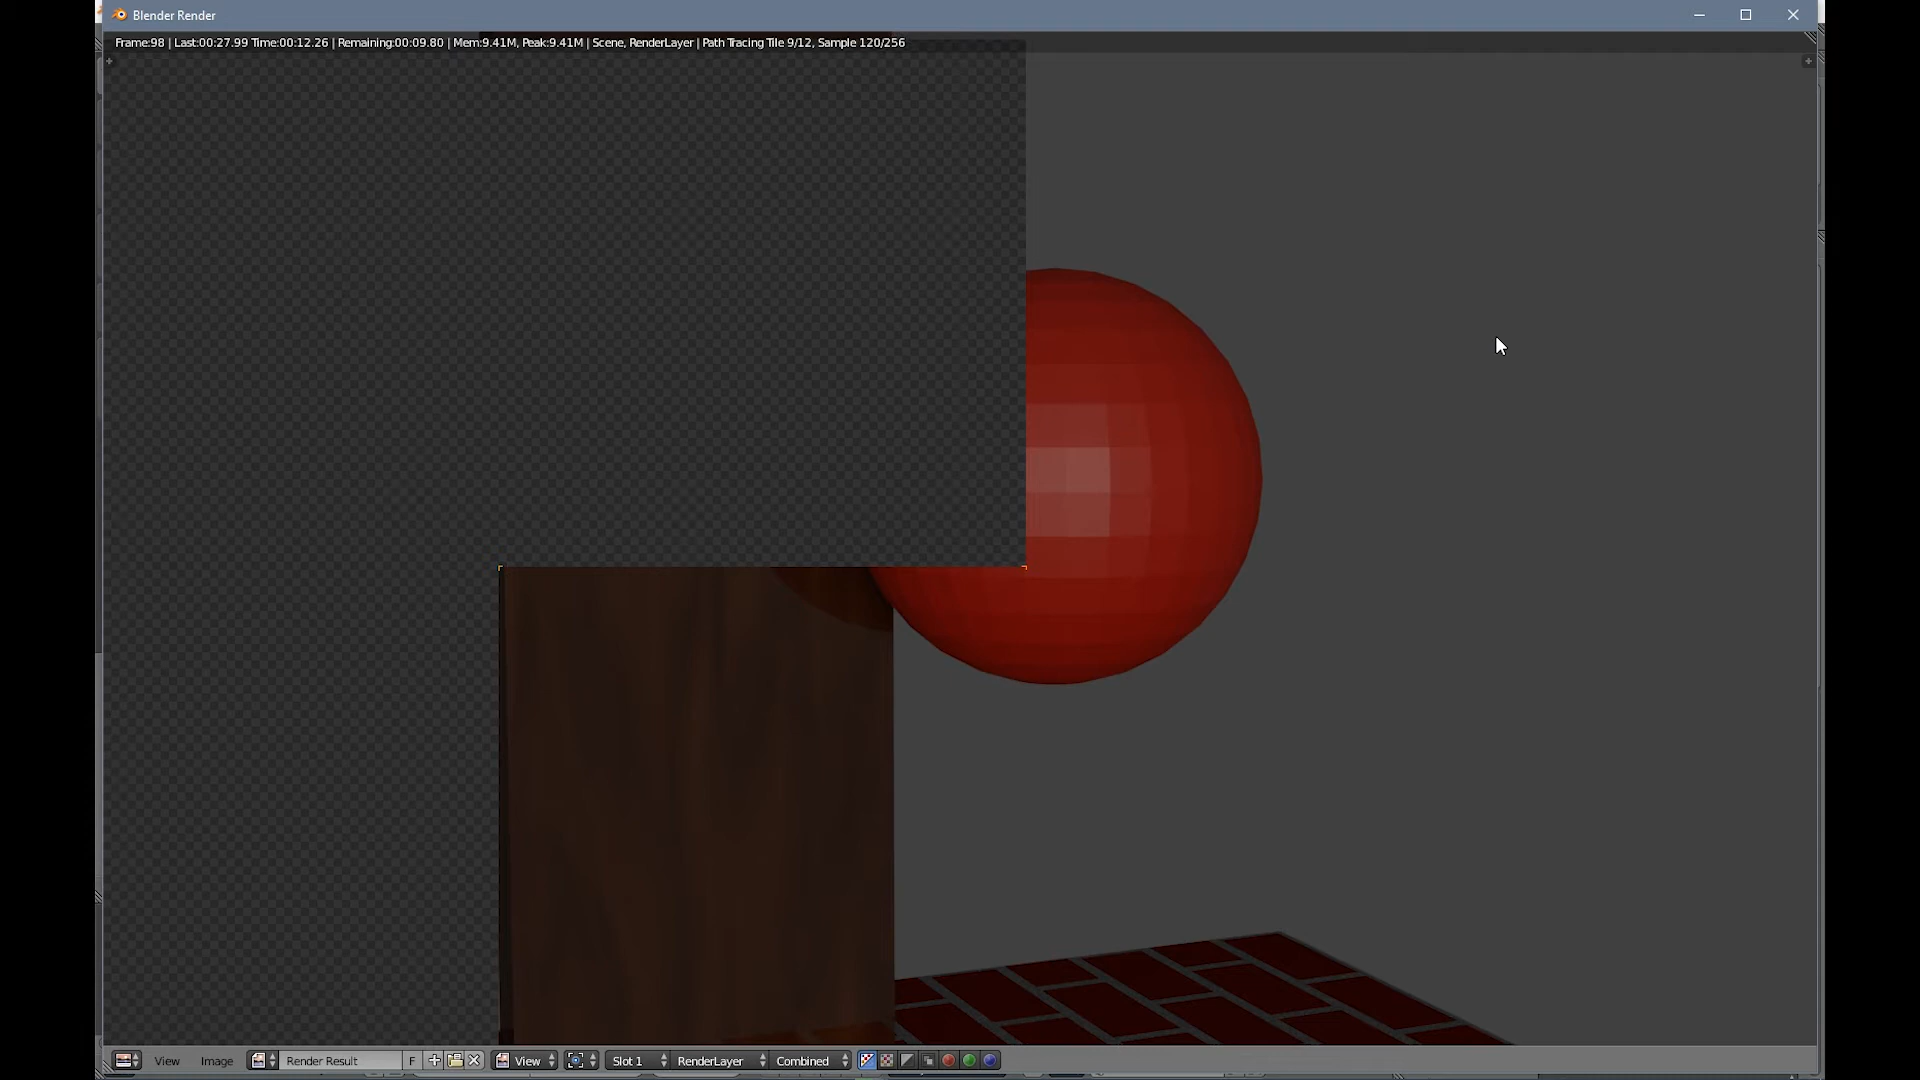 Blender Render
Frame:98 | Last:00:27.99 Time:00:12.26 | Remaining:00:09.80 | Mem:9.41M, Peak:9.41M | Scene, RenderLayer | Path Tracing Tile 9/12, Sample 120/256
View Image Render Result F View Slot 1 RenderLayer Combined